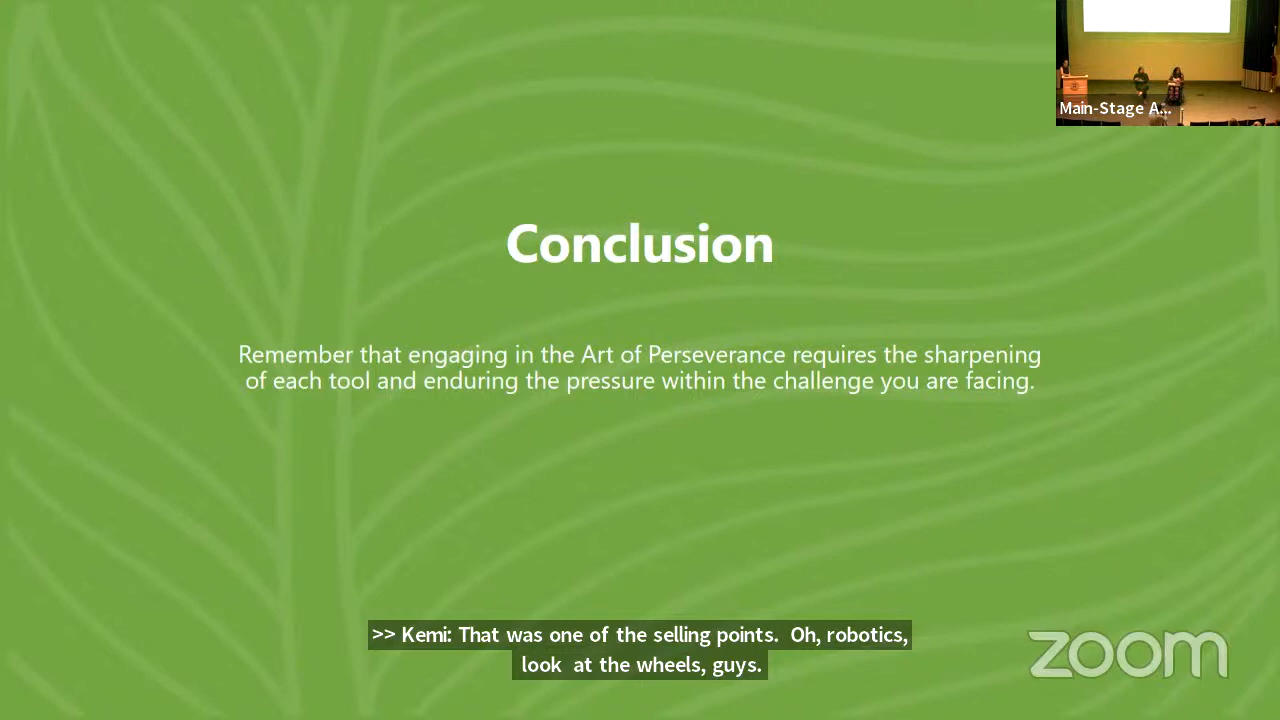 Main-Stage A...
Conclusion
Remember that engaging in the Art of Perseverance requires the sharpening
of each tool and enduring the pressure within the challenge you are facing.
>> Kemi: That was one of the selling points.  Oh, robotics,
look  at the wheels, guys.
zoom